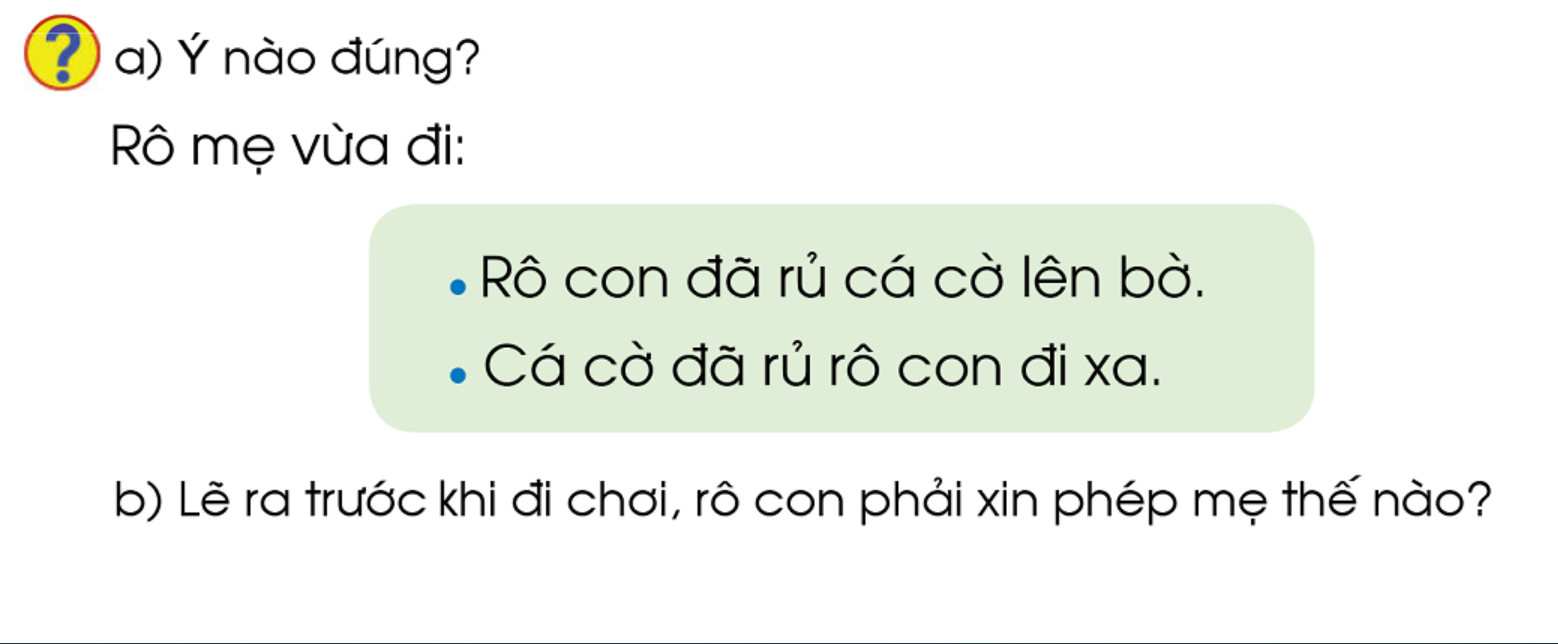 ?
a) Ý nào đúng?
Rô mẹ vừa đi:
• Rô con đã rủ cá cờ lên bờ.
• Cá cờ đã rủ rô con đi xa.
b) Lẽ ra trước khi đi chơi, rô con phải xin phép mẹ thế nào?